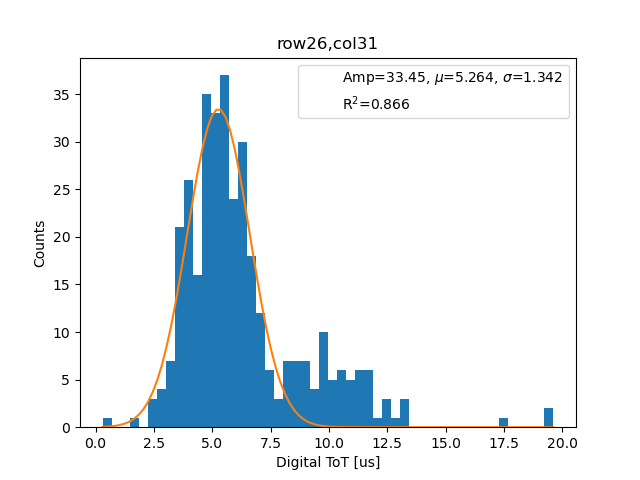 row26,col31
Amp=33.45, μ=5.264, σ=1.342
R²=0.866
35
30
25
20
15
10
5
0
Counts
0.0 2.5 5.0 7.5 10.0 12.5 15.0 17.5 20.0
Digital ToT [us]